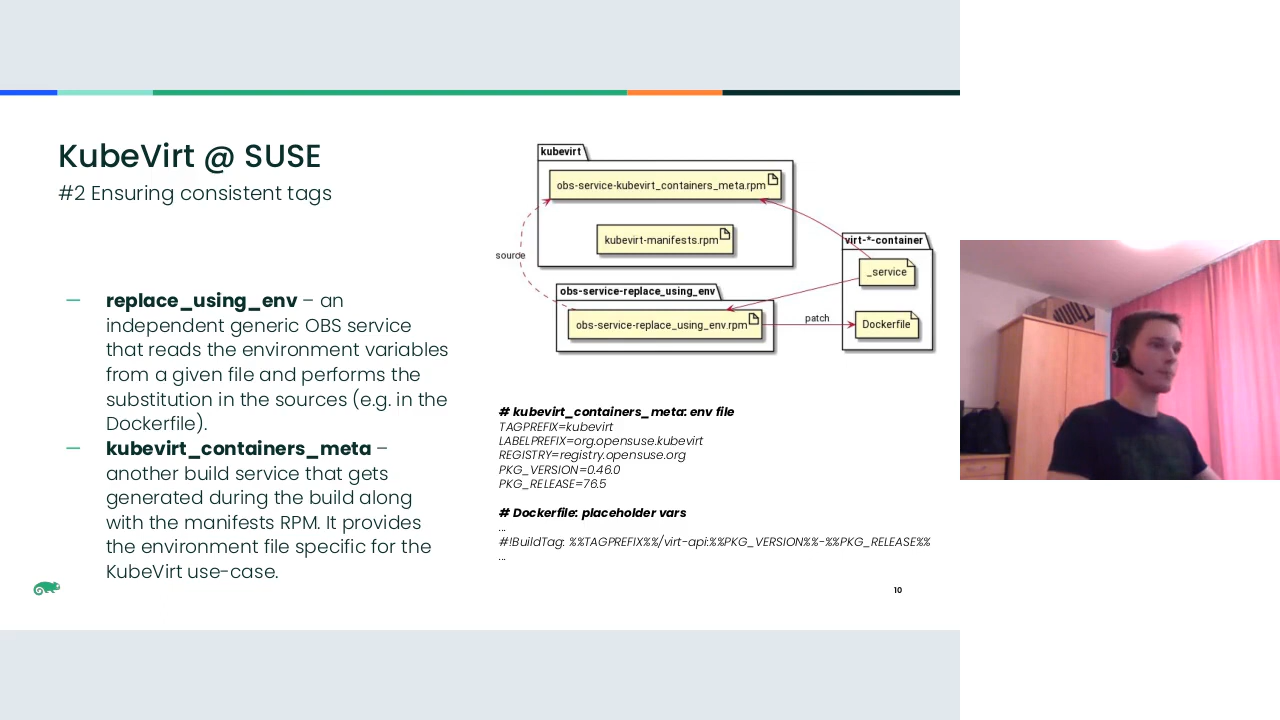 KubeVirt @ SUSE
#2 Ensuring consistent tags
— replace_using_env – an
independent generic OBS service
that reads the environment variables
from a given file and performs the
substitution in the sources (e.g. in the
Dockerfile).
— kubevirt_containers_meta –
another build service that gets
generated during the build along
with the manifests RPM. It provides
the environment file specific for the
KubeVirt use-case.
kubevirt
obs-service-kubevirt_containers_meta.rpm
kubevirt-manifests.rpm
source
virt-*-container
_service
obs-service-replace_using_env
obs-service-replace_using_env.rpm
patch
Dockerfile
# kubevirt_containers_meta: env file
TAGPREFIX=kubevirt
LABELPREFIX=org.opensuse.kubevirt
REGISTRY=registry.opensuse.org
PKG_VERSION=0.46.0
PKG_RELEASE=76.5
# Dockerfile: placeholder vars
...
#!BuildTag: %%TAGPREFIX%%/virt-api:%%PKG_VERSION%%-%%PKG_RELEASE%%
...
10